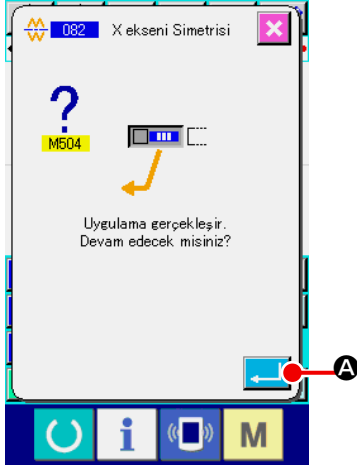 082 X ekseni Simetrisi
?
M504
Uygulama gerçekleşir.
Devam edecek misiniz?
A
i
M